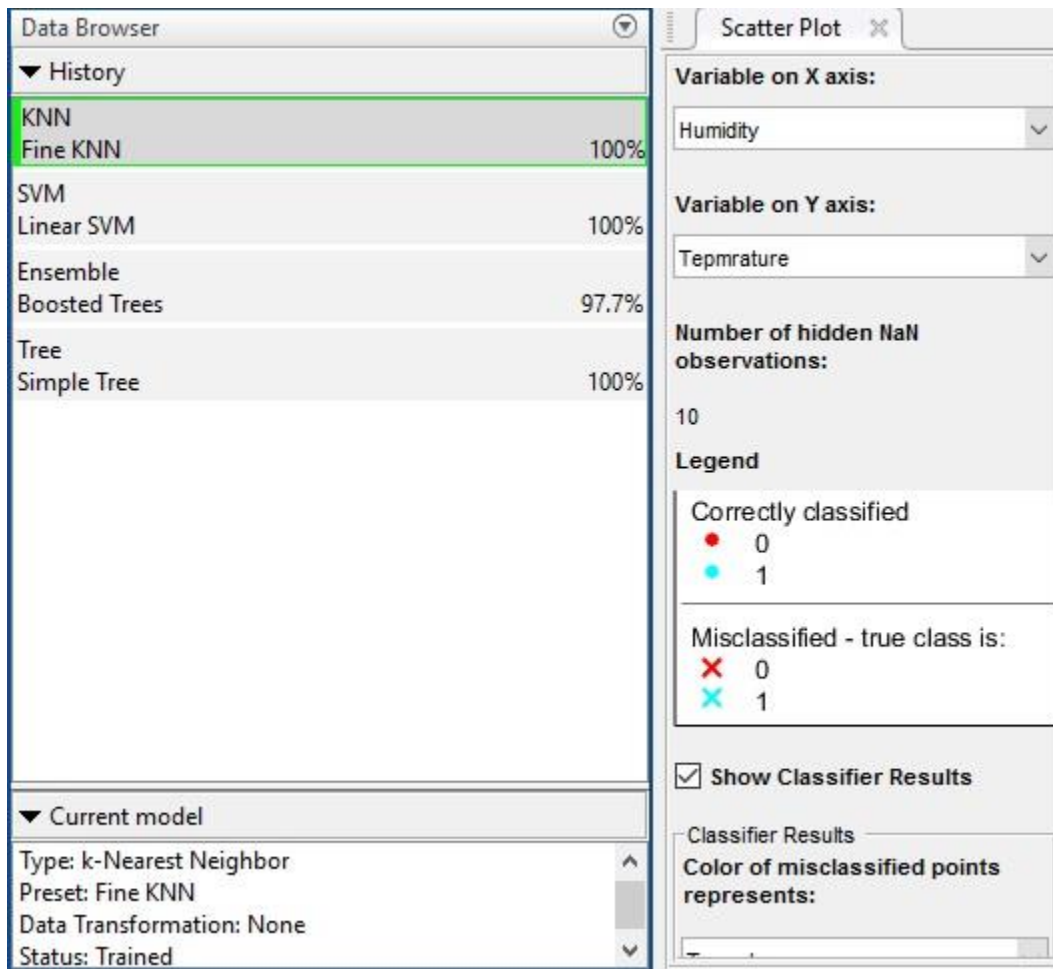 Data Browser
History
KNN
Fine KNN 100%
SVM
Linear SVM 100%
Ensemble
Boosted Trees 97.7%
Tree
Simple Tree 100%
Current model
Type: k-Nearest Neighbor
Preset: Fine KNN
Data Transformation: None
Status: Trained
Scatter Plot
Variable on X axis:
Humidity
Variable on Y axis:
Tepmrature
Number of hidden NaN
observations:
10
Legend
Correctly classified
0
1
Misclassified - true class is:
0
1
Show Classifier Results
Classifier Results
Color of misclassified points
represents: